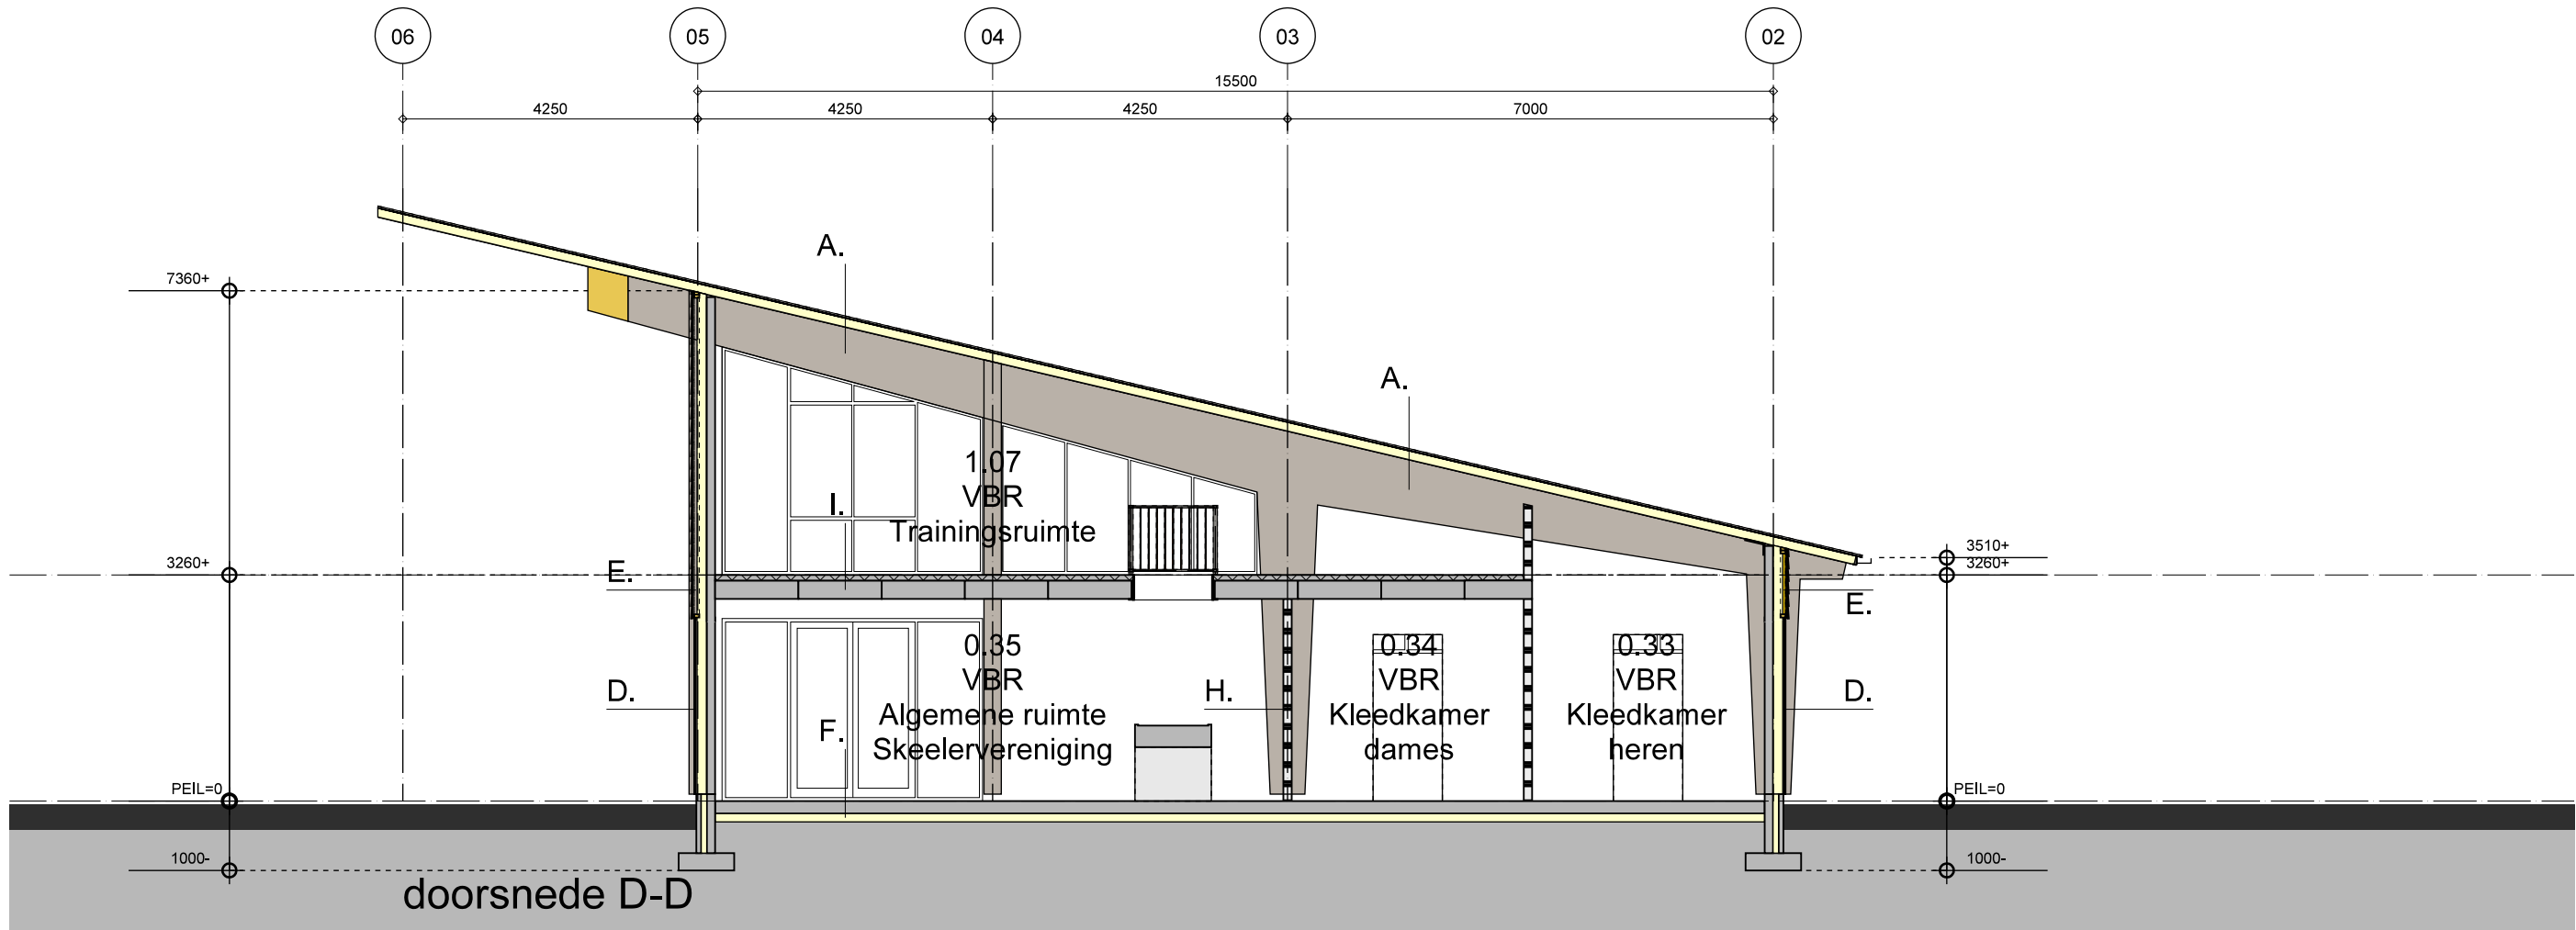 06
05
04
03
02
15500
4250
4250
4250
7000
A.
7360+
A.
1.07
VBR
Trainingsruimte
I.
3260+
E.
3510+
3260+
E.
0.35
VBR
Algemene ruimte
Skeelervereniging
0.34
VBR
Kleedkamer
dames
0.33
VBR
Kleedkamer
heren
D.
H.
D.
F.
PEIL=0
PEIL=0
1000-
1000-
doorsnede D-D